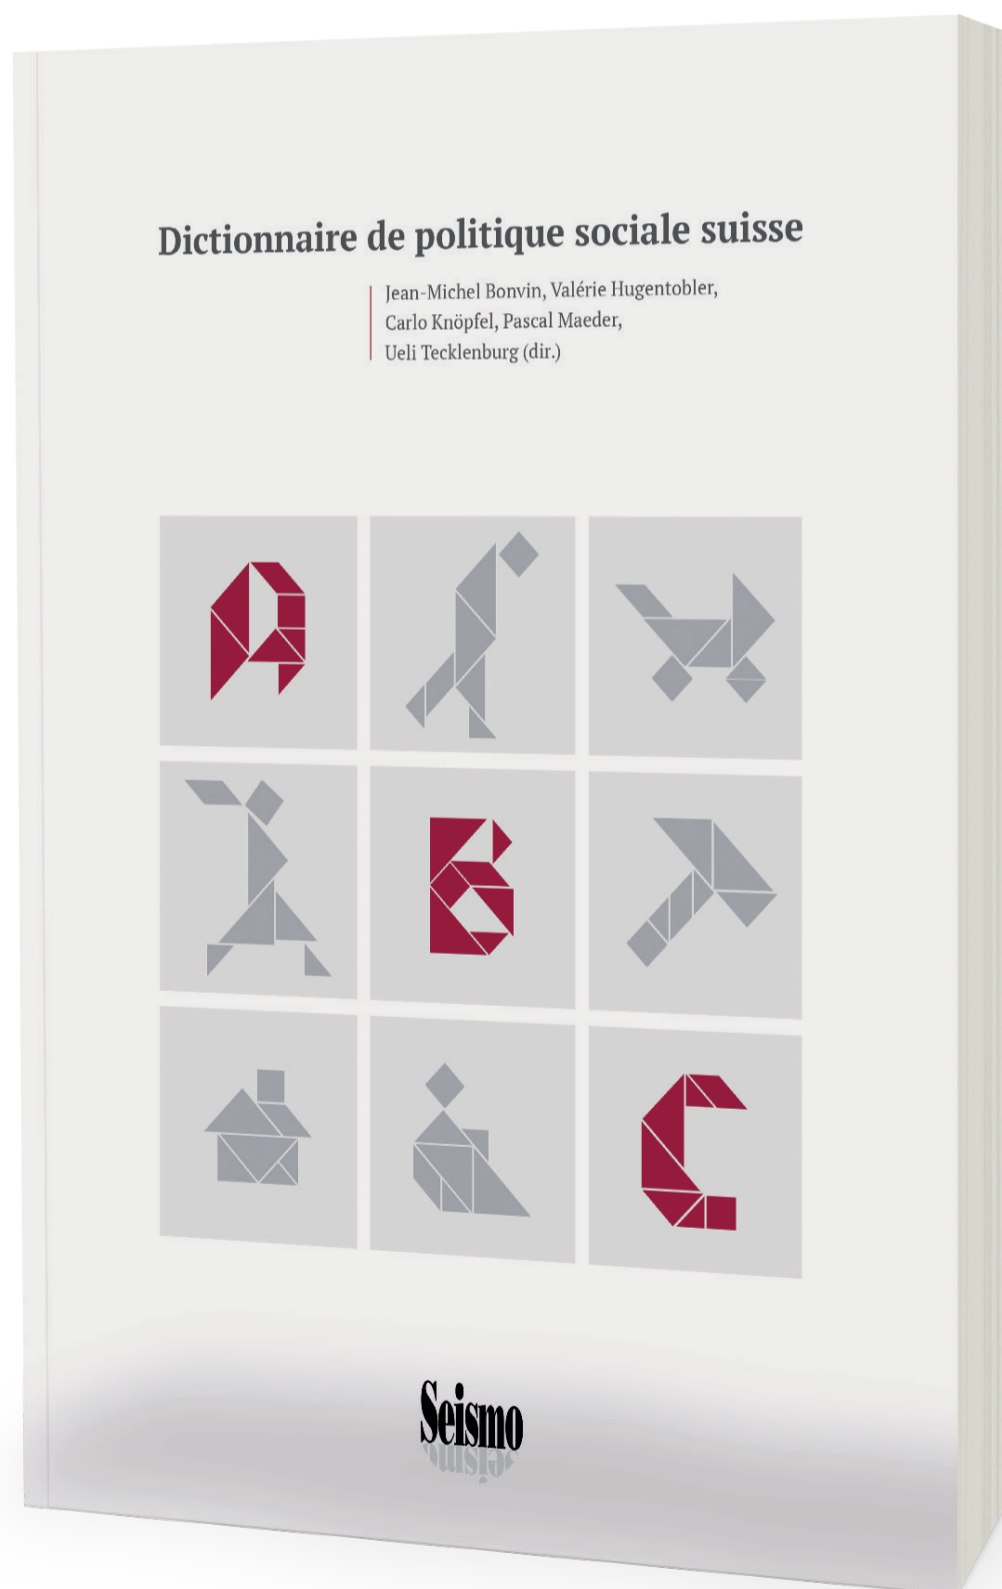 Dictionnaire de politique sociale suisse
Jean-Michel Bonvin, Valérie Hugentobler,
Carlo Knöpfel, Pascal Maeder,
Ueli Tecklenburg (dir.)
A
B
C
Seismo